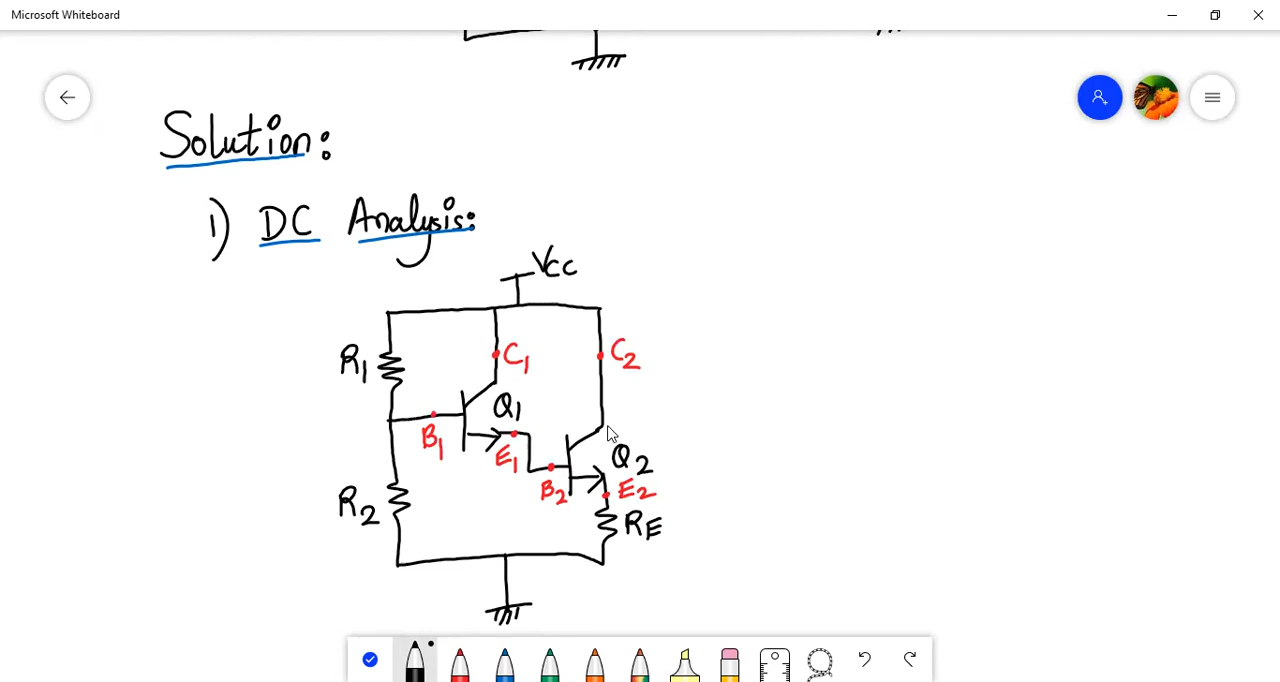 Microsoft Whiteboard
Solution:
1) DC Analysis:
VCC
R1
C1
C2
Q1
B1
E1
Q2
B2
E2
R2
RE